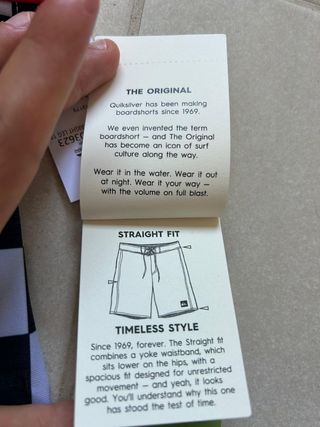 THE ORIGINAL
Quiksilver has been making
boardshorts since 1969.
We even invented the term
boardshort – and The Original
has become an icon of surf
culture along the way.
Wear it in the water. Wear it out
at night. Wear it your way –
with the volume on full blast.
STRAIGHT FIT
TIMELESS STYLE
Since 1969, forever. The Straight fit
combines a yoke waistband, which
sits lower on the hips, with a
spacious fit designed for unrestricted
movement – and yeah, it looks
good. You'll understand why this one
has stood the test of time.